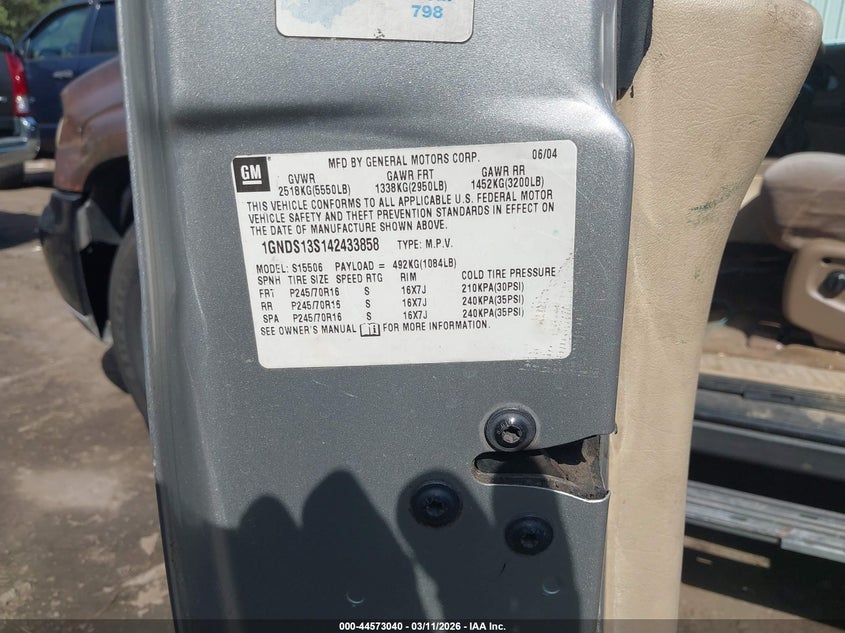 798
GM
MFD BY GENERAL MOTORS CORP. 06/04
GVWR GAWR FRT GAWR RR
2518KG(5550LB) 1338KG(2950LB) 1452KG(3200LB)
THIS VEHICLE CONFORMS TO ALL APPLICABLE U.S. FEDERAL MOTOR
VEHICLE SAFETY AND THEFT PREVENTION STANDARDS IN EFFECT ON
THE DATE OF MANUFACTURE SHOWN ABOVE.
1GNDS13S142433858 TYPE: M.P.V.
MODEL: S15506 PAYLOAD = 492KG(1084LB)
SPNH TIRE SIZE SPEED RTG RIM COLD TIRE PRESSURE
FRT P245/70R16 S 16X7J 210KPA(30PSI)
RR P245/70R16 S 16X7J 240KPA(35PSI)
SPA P245/70R16 S 16X7J 240KPA(35PSI)
SEE OWNER'S MANUAL FOR MORE INFORMATION.
000-44573040 - 03/11/2026 - IAA Inc.